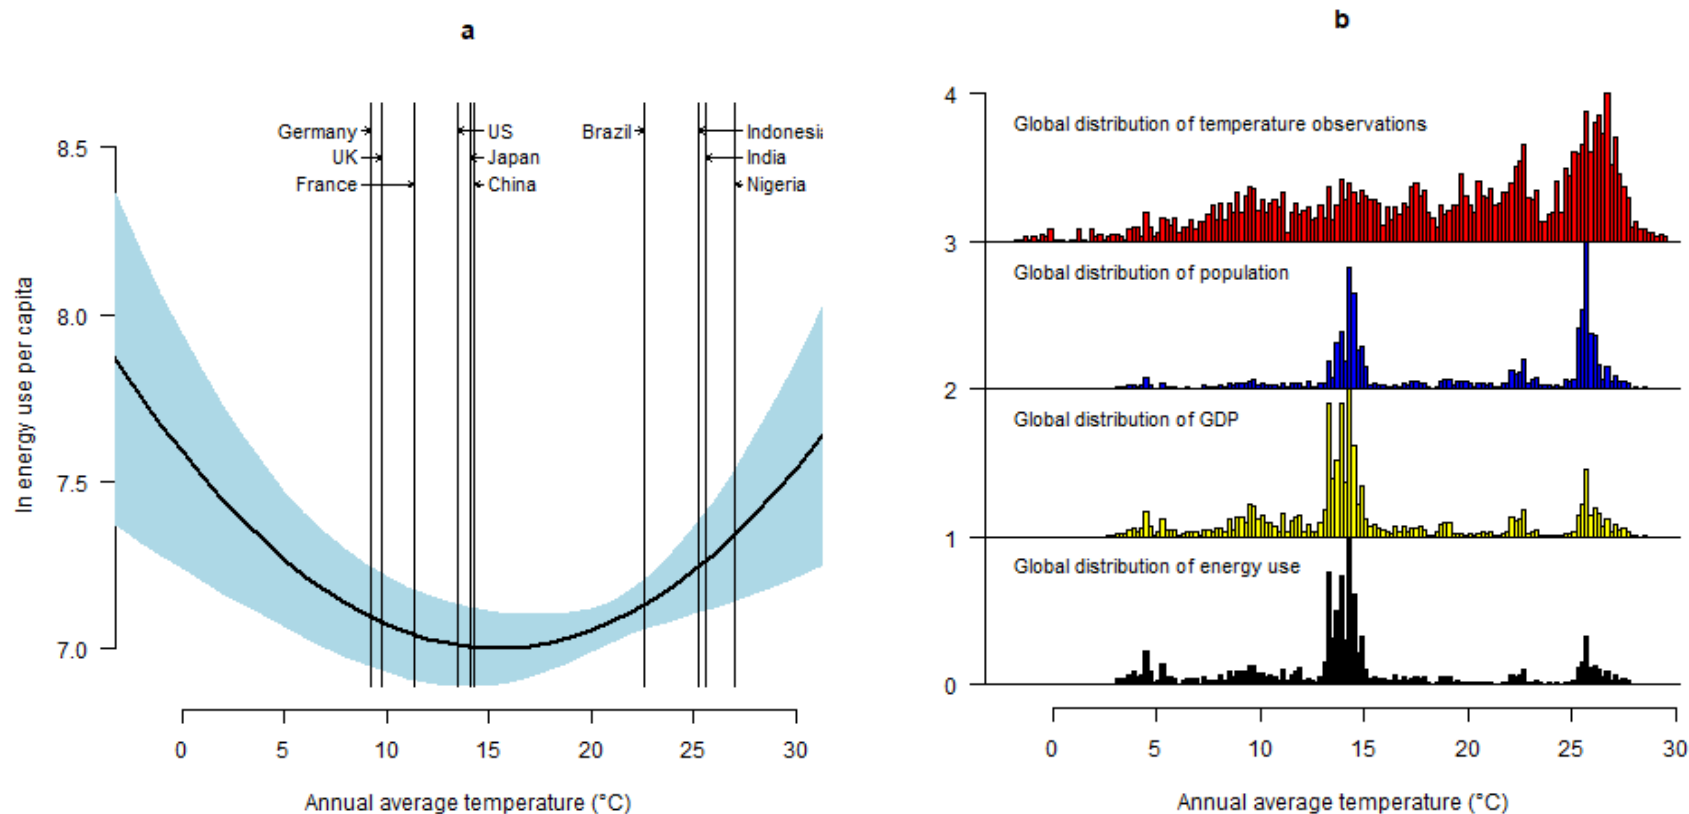 a
Germany
US
Brazil
Indonesi
UK
Japan
India
France
China
Nigeria
8.5
8.0
7.5
7.0
ln energy use per capita
0 5 10 15 20 25 30
Annual average temperature (°C)
b
4
Global distribution of temperature observations
3
Global distribution of population
2
Global distribution of GDP
1
Global distribution of energy use
0
0 5 10 15 20 25 30
Annual average temperature (°C)